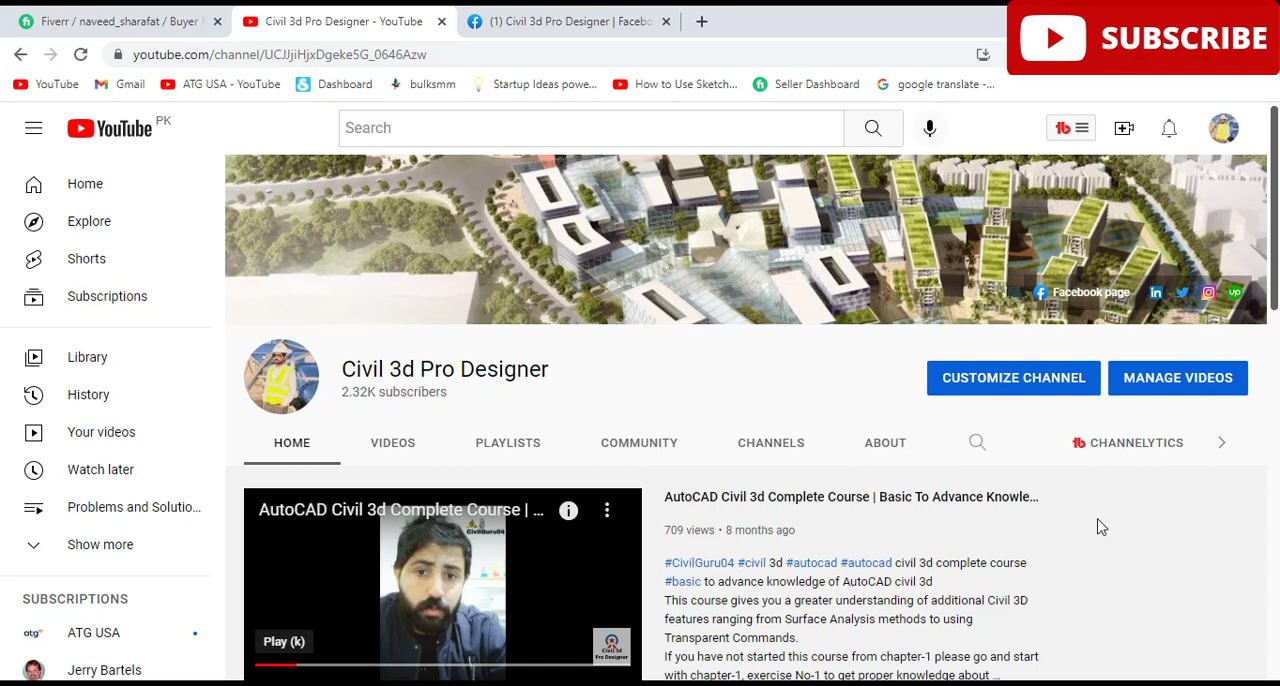 Fiverr / naveed_sharafat / Buyer F
Civil 3d Pro Designer - YouTube
(1) Civil 3d Pro Designer | Facebo
SUBSCRIBE
youtube.com/channel/UCJJjiHjxDgeke5G_0646Azw
YouTube
Gmail
ATG USA - YouTube
Dashboard
bulksmm
Startup Ideas powe...
How to Use Sketch...
Seller Dashboard
google translate -...
YouTube PK
Search
Home
Explore
Shorts
Subscriptions
Library
History
Your videos
Watch later
Problems and Solutio...
Show more
SUBSCRIPTIONS
atg ATG USA
Jerry Bartels
Facebook page
up
Civil 3d Pro Designer
2.32K subscribers
CUSTOMIZE CHANNEL
MANAGE VIDEOS
HOME
VIDEOS
PLAYLISTS
COMMUNITY
CHANNELS
ABOUT
CHANNELYTICS
AutoCAD Civil 3d Complete Course | ...
CivilGuru04
Play (k)
Civil 3d
Pro Designer
AutoCAD Civil 3d Complete Course | Basic To Advance Knowle...
709 views • 8 months ago
#CivilGuru04 #civil 3d #autocad #autocad civil 3d complete course
#basic to advance knowledge of AutoCAD civil 3d
This course gives you a greater understanding of additional Civil 3D
features ranging from Surface Analysis methods to using
Transparent Commands.
If you have not started this course from chapter-1 please go and start
with chapter-1, exercise No-1 to get proper knowledge about ...